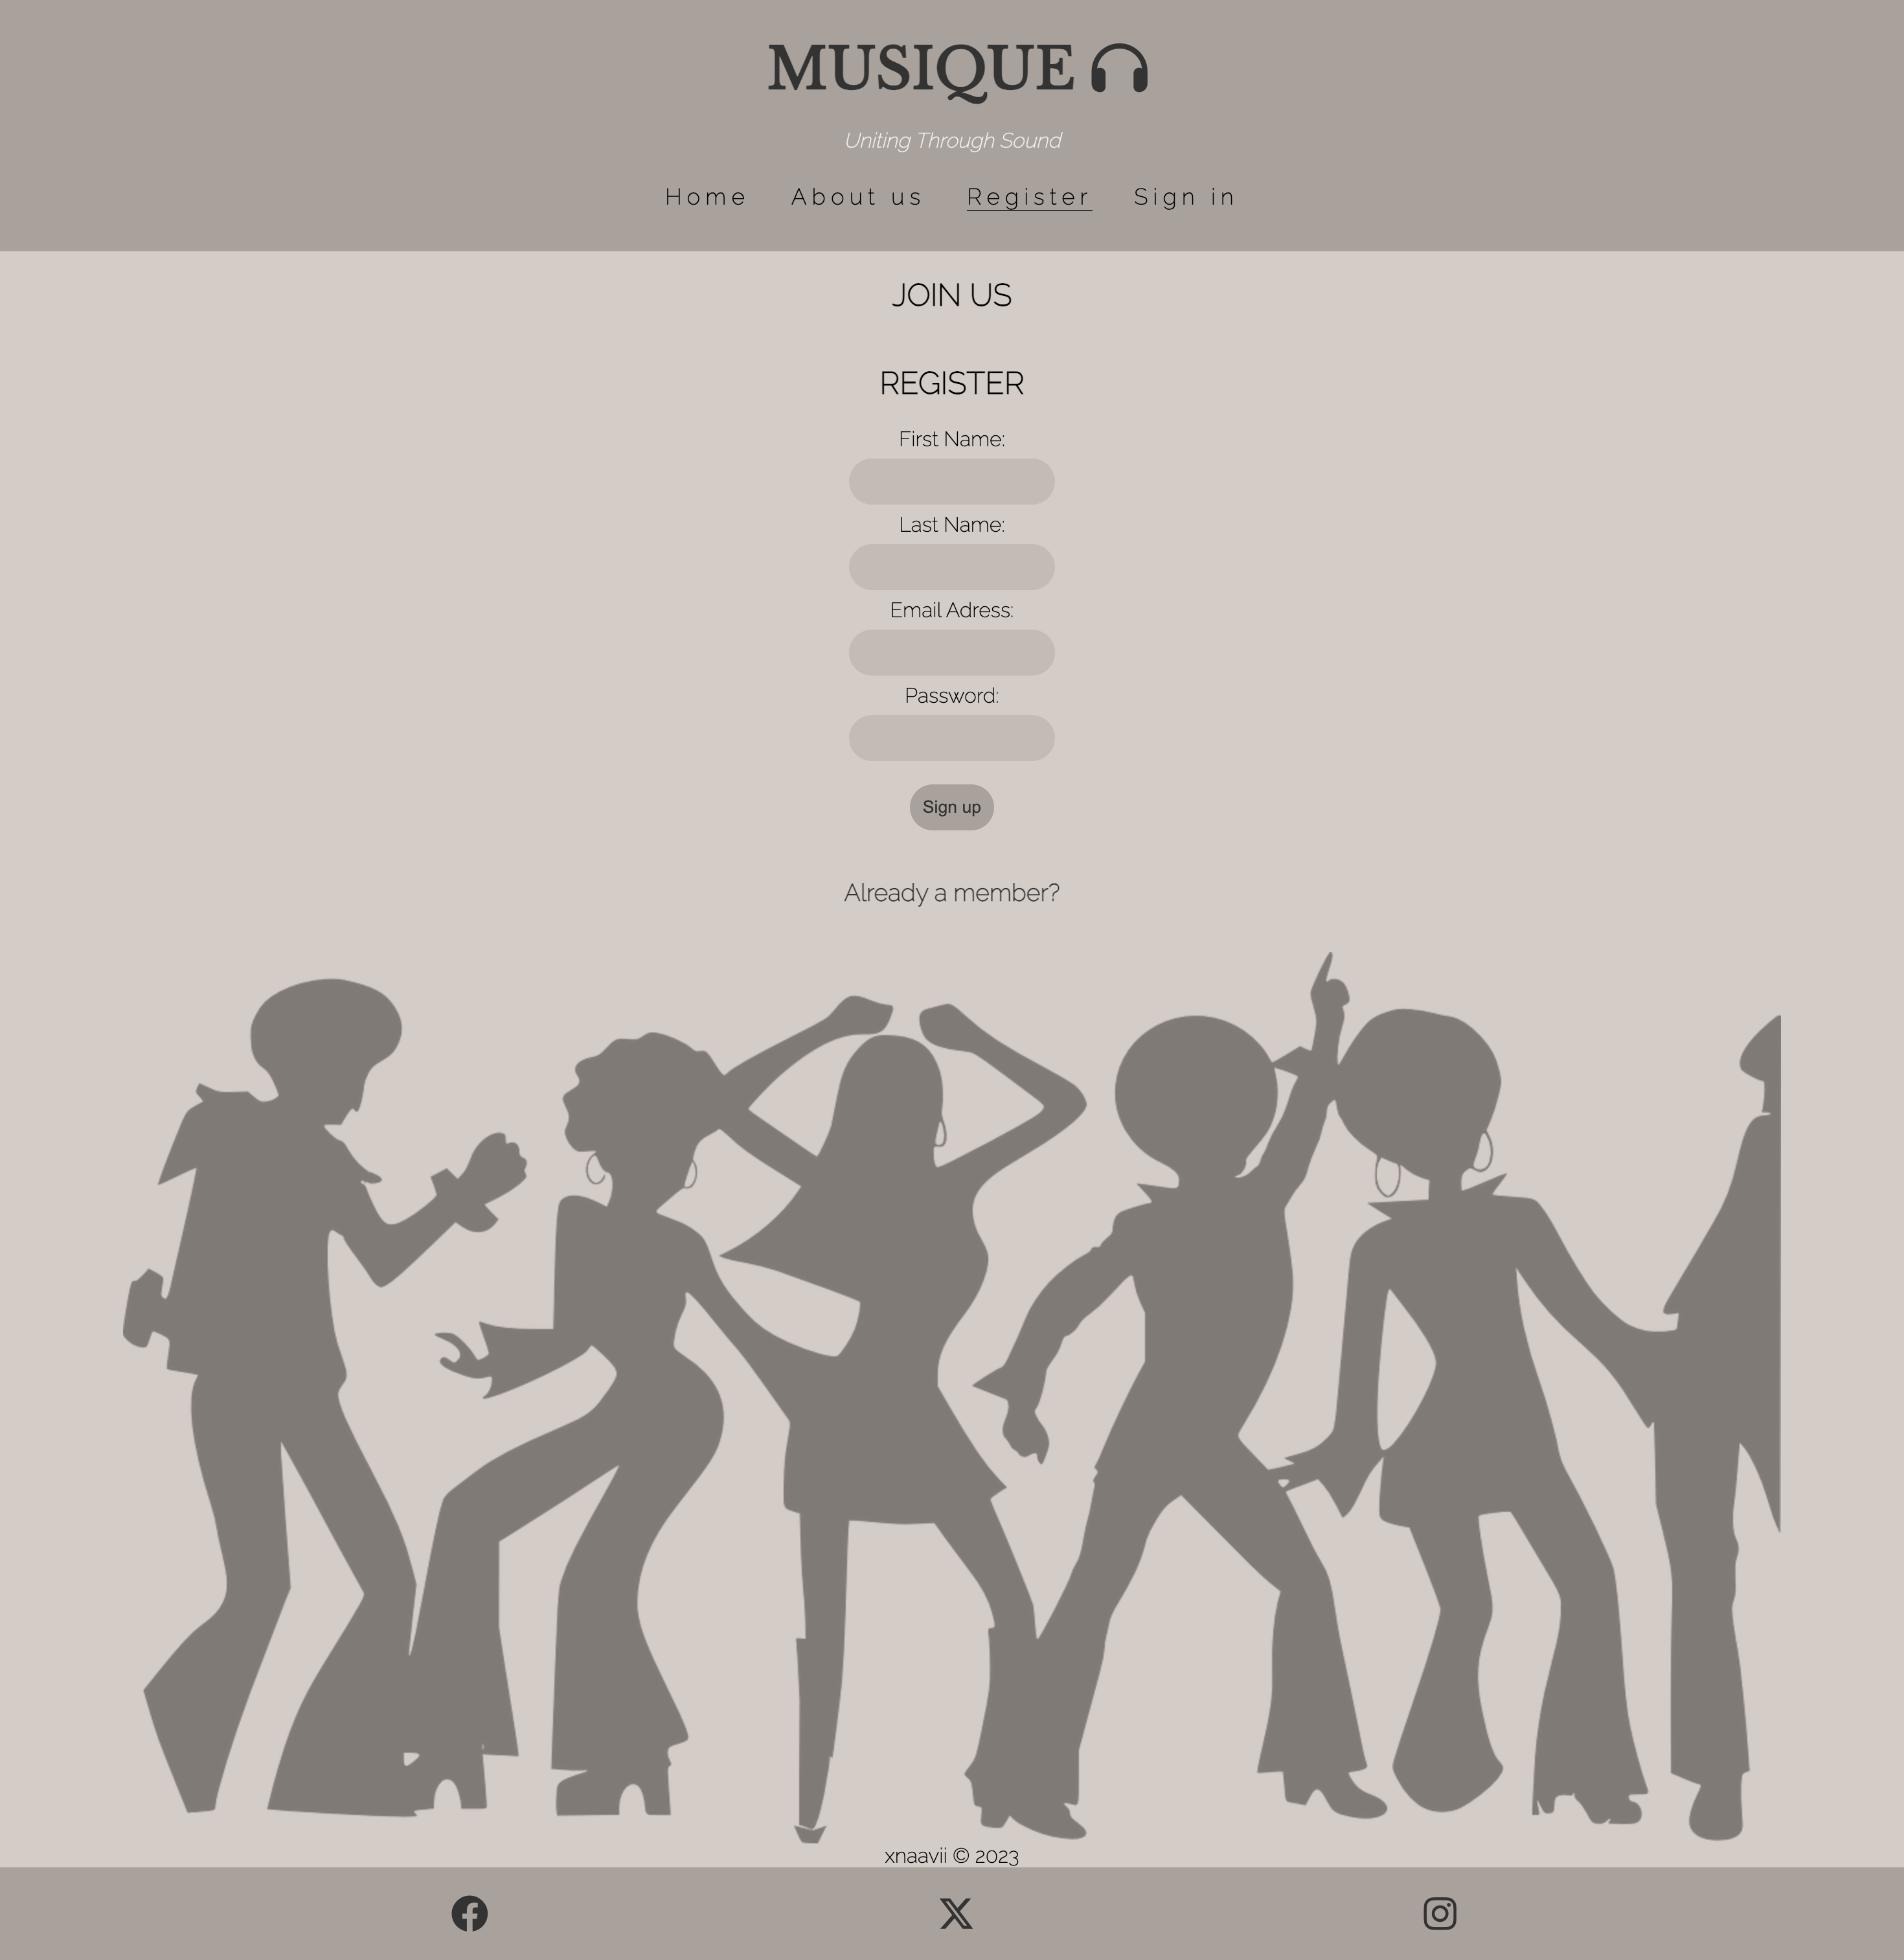 MUSIQUE
Uniting Through Sound
Home About us Register Sign in
JOIN US
REGISTER
First Name:
Last Name:
Email Adress:
Password:
Sign up
Already a member?
xnaavii © 2023